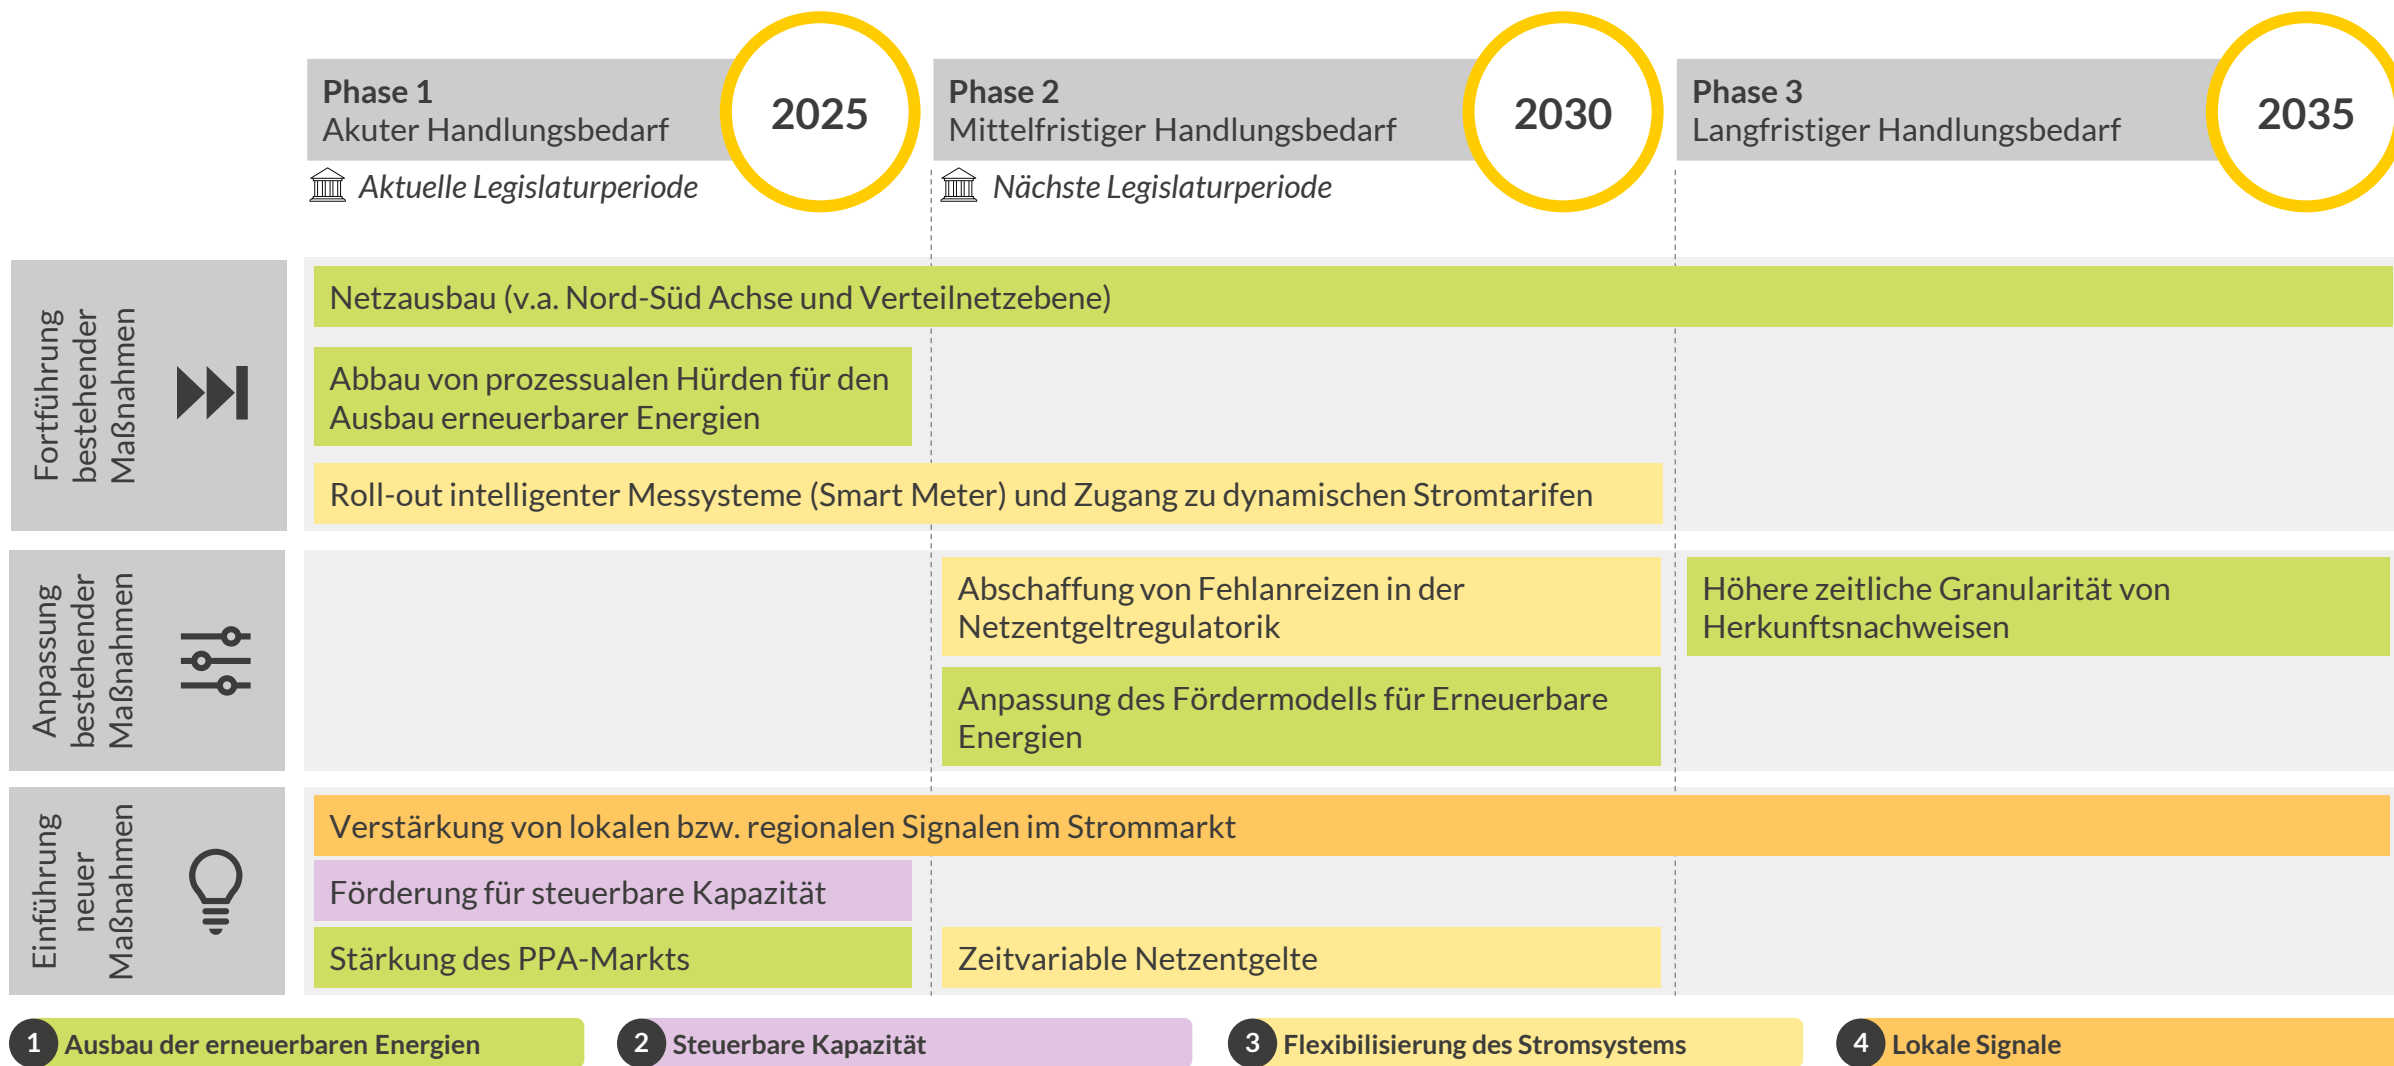 Phase 1
Akuter Handlungsbedarf
2025
Phase 2
Mittelfristiger Handlungsbedarf
2030
Phase 3
Langfristiger Handlungsbedarf
2035
Aktuelle Legislaturperiode
Nächste Legislaturperiode
Fortführung
bestehender
Maßnahmen
Netzausbau (v.a. Nord-Süd Achse und Verteilnetzebene)
Abbau von prozessualen Hürden für den
Ausbau erneuerbarer Energien
Roll-out intelligenter Messysteme (Smart Meter) und Zugang zu dynamischen Stromtarifen
Anpassung
bestehender
Maßnahmen
Abschaffung von Fehlanreizen in der
Netzentgeltregulatorik
Höhere zeitliche Granularität von
Herkunftsnachweisen
Anpassung des Fördermodells für Erneuerbare
Energien
Einführung
neuer
Maßnahmen
Verstärkung von lokalen bzw. regionalen Signalen im Strommarkt
Förderung für steuerbare Kapazität
Stärkung des PPA-Markts
Zeitvariable Netzentgelte
1 Ausbau der erneuerbaren Energien
2 Steuerbare Kapazität
3 Flexibilisierung des Stromsystems
4 Lokale Signale